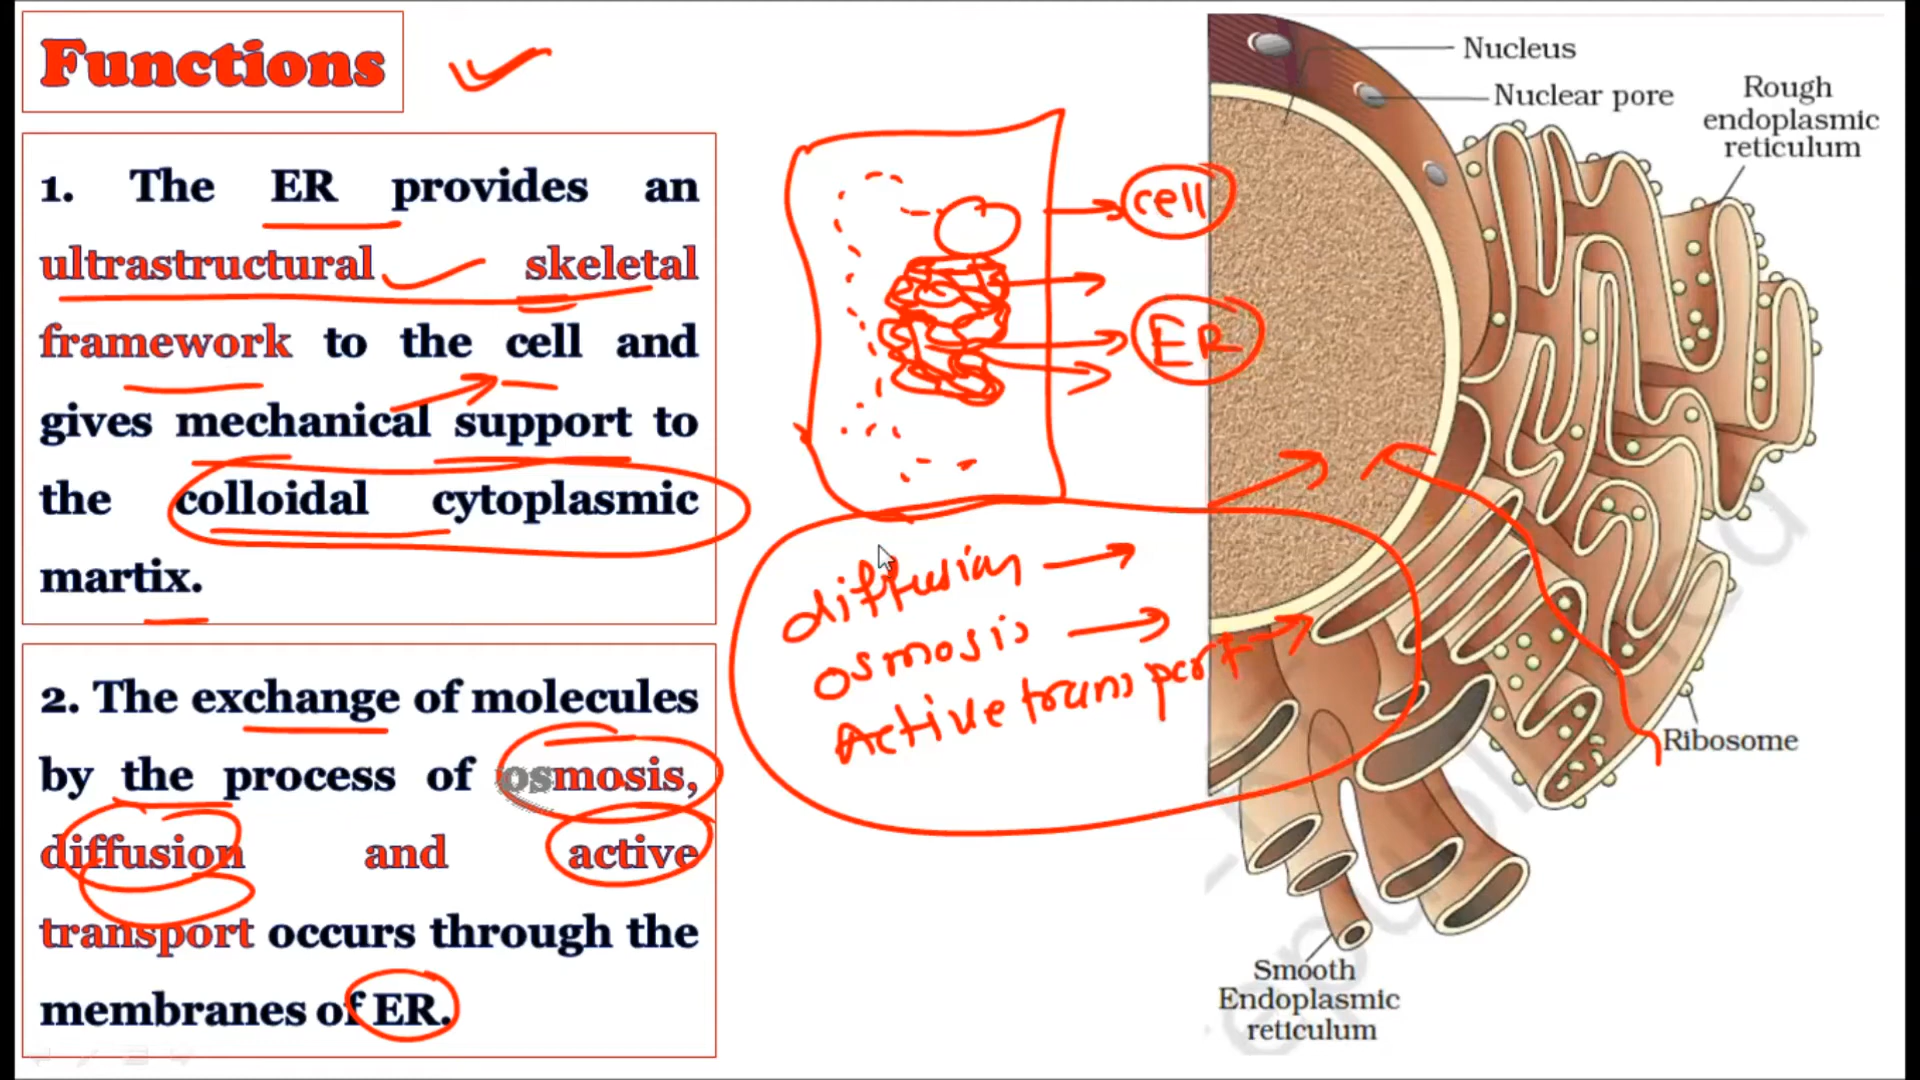 Functions
1. The ER provides an
ultrastructural skeletal
framework to the cell and
gives mechanical support to
the colloidal cytoplasmic
martix.
2. The exchange of molecules
by the process of osmosis,
diffusion and active
transport occurs through the
membranes of ER.
cell
ER
diffusion
osmosis
Active transport
Nucleus
Nuclear pore
Rough
endoplasmic
reticulum
Ribosome
Smooth
Endoplasmic
reticulum